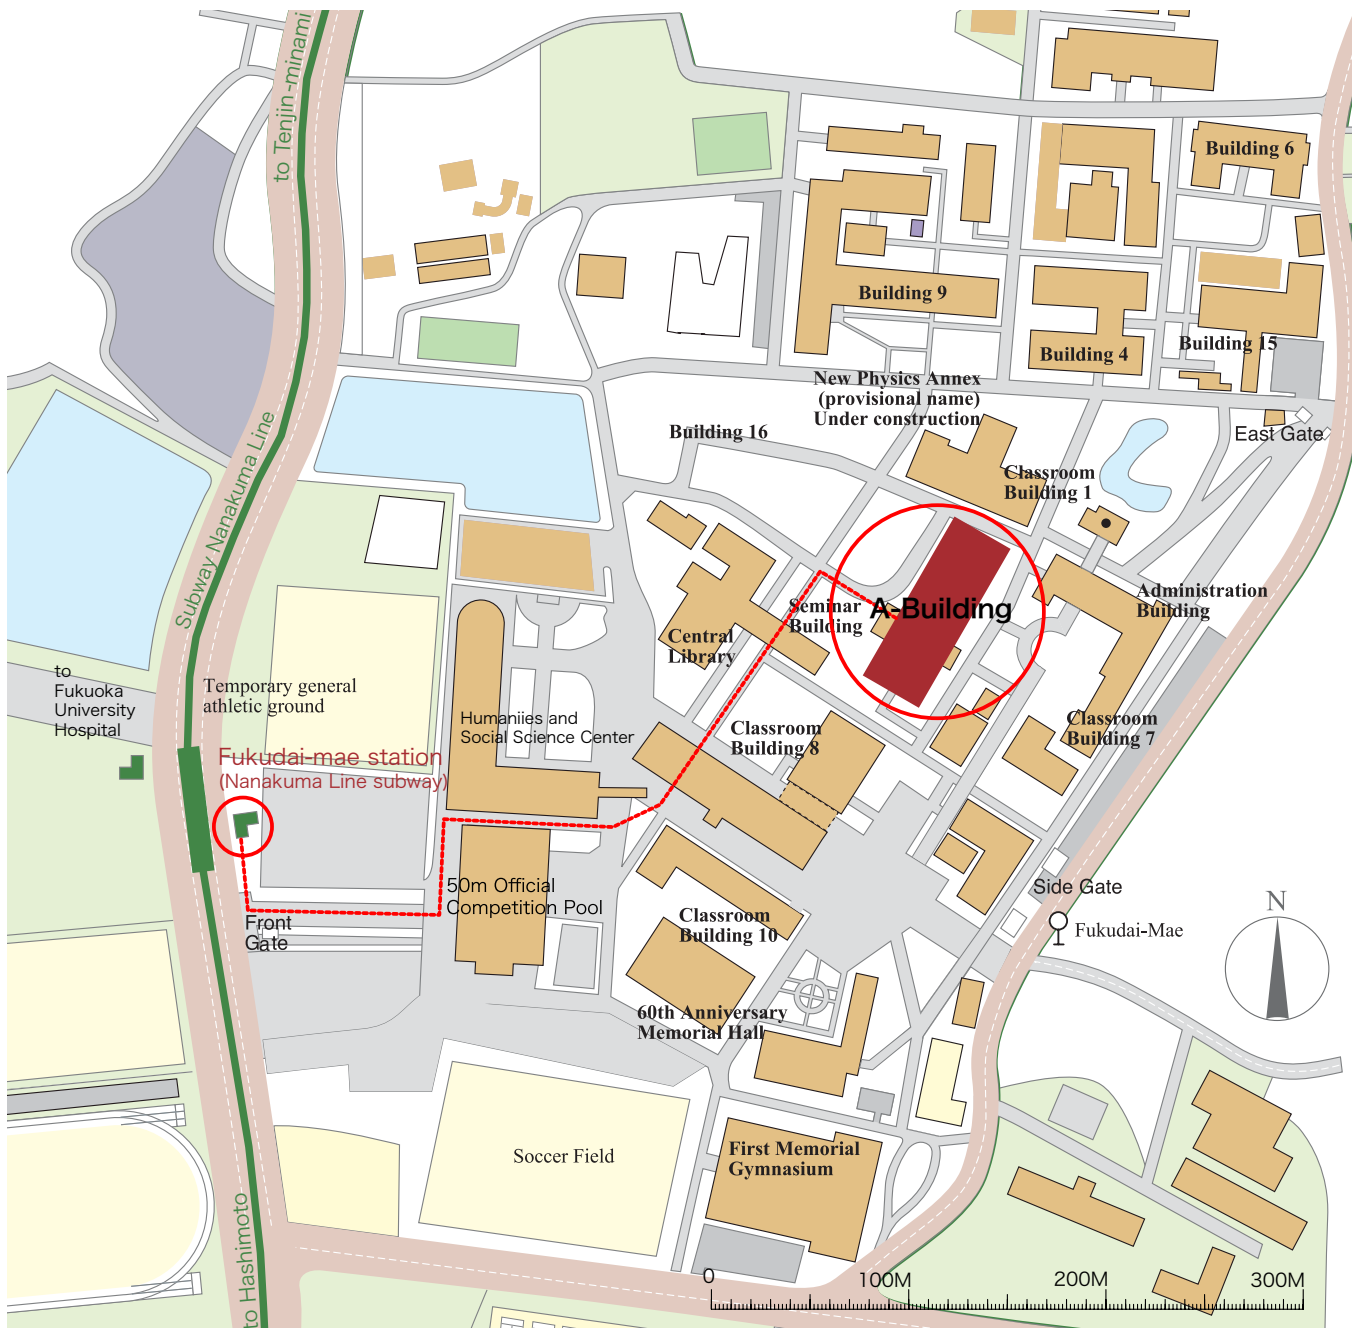 to Tenjin-minami
Building 6
Building 9
Building 4
Building 15
New Physics Annex
(provisional name)
Under construction
Building 16
East Gate
Classroom
Building 1
Subway Nanakuma Line
Administration
Building
Seminar
Building
A-Building
Central
Library
to
Fukuoka
University
Hospital
Temporary general
athletic ground
Humaniies and
Social Science Center
Classroom
Building 8
Classroom
Building 7
Fukudai-mae station
(Nanakuma Line subway)
50m Official
Competition Pool
Side Gate
Front
Gate
Classroom
Building 10
Fukudai-Mae
N
60th Anniversary
Memorial Hall
Soccer Field
First Memorial
Gymnasium
to Hashimoto
0
100M
200M
300M